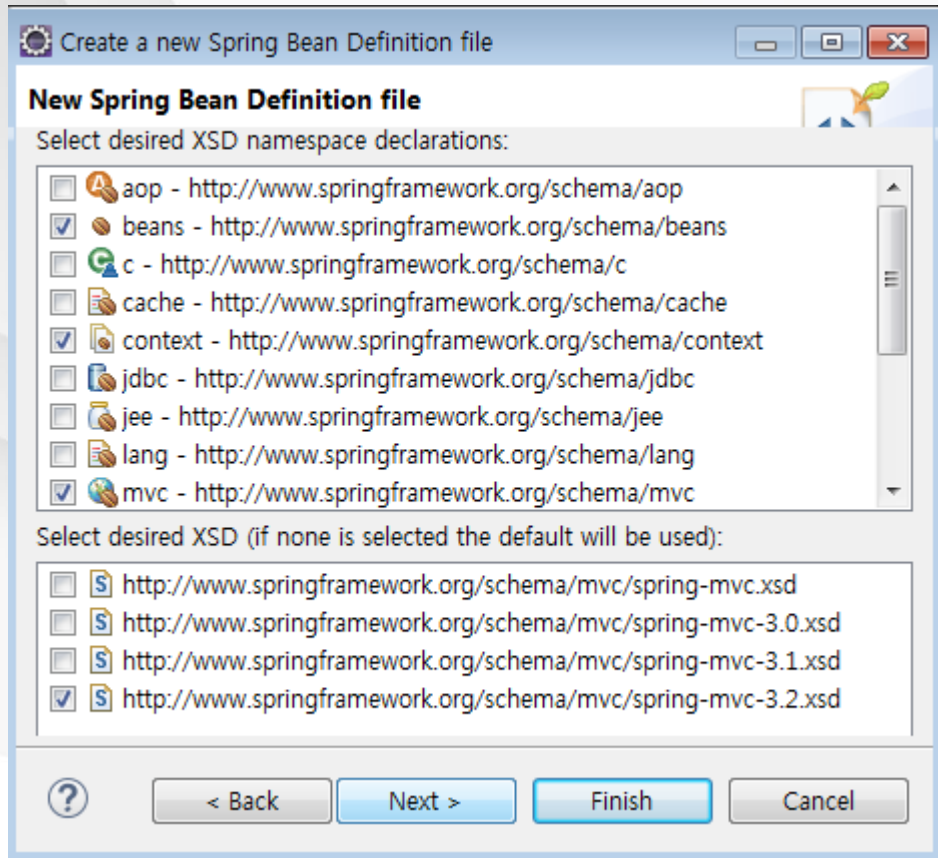 Create a new Spring Bean Definition file
New Spring Bean Definition file
Select desired XSD namespace declarations:
aop - http://www.springframework.org/schema/aop
beans - http://www.springframework.org/schema/beans
c - http://www.springframework.org/schema/c
cache - http://www.springframework.org/schema/cache
context - http://www.springframework.org/schema/context
jdbc - http://www.springframework.org/schema/jdbc
jee - http://www.springframework.org/schema/jee
lang - http://www.springframework.org/schema/lang
mvc - http://www.springframework.org/schema/mvc
Select desired XSD (if none is selected the default will be used):
http://www.springframework.org/schema/mvc/spring-mvc.xsd
http://www.springframework.org/schema/mvc/spring-mvc-3.0.xsd
http://www.springframework.org/schema/mvc/spring-mvc-3.1.xsd
http://www.springframework.org/schema/mvc/spring-mvc-3.2.xsd
? < Back Next > Finish Cancel